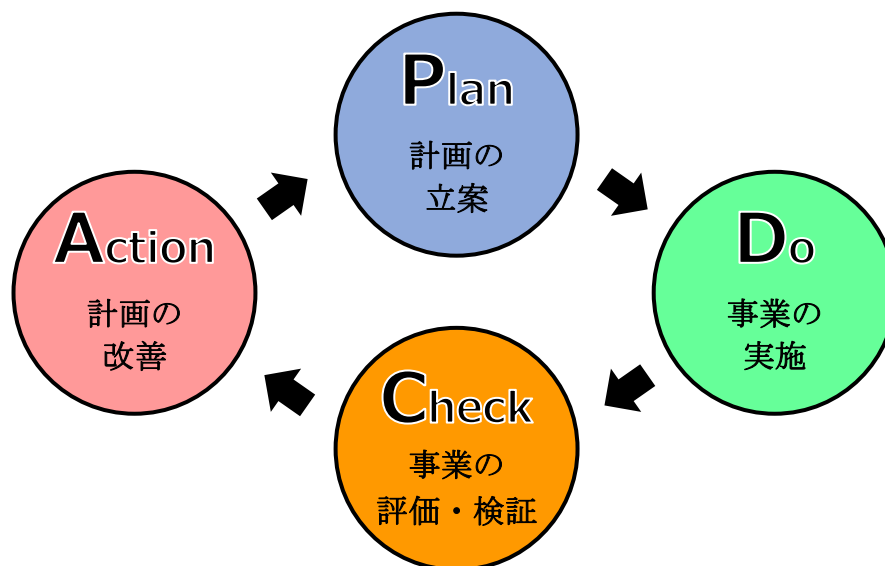 Plan
計画の
立案
Do
事業の
実施
Check
事業の
評価・検証
Action
計画の
改善